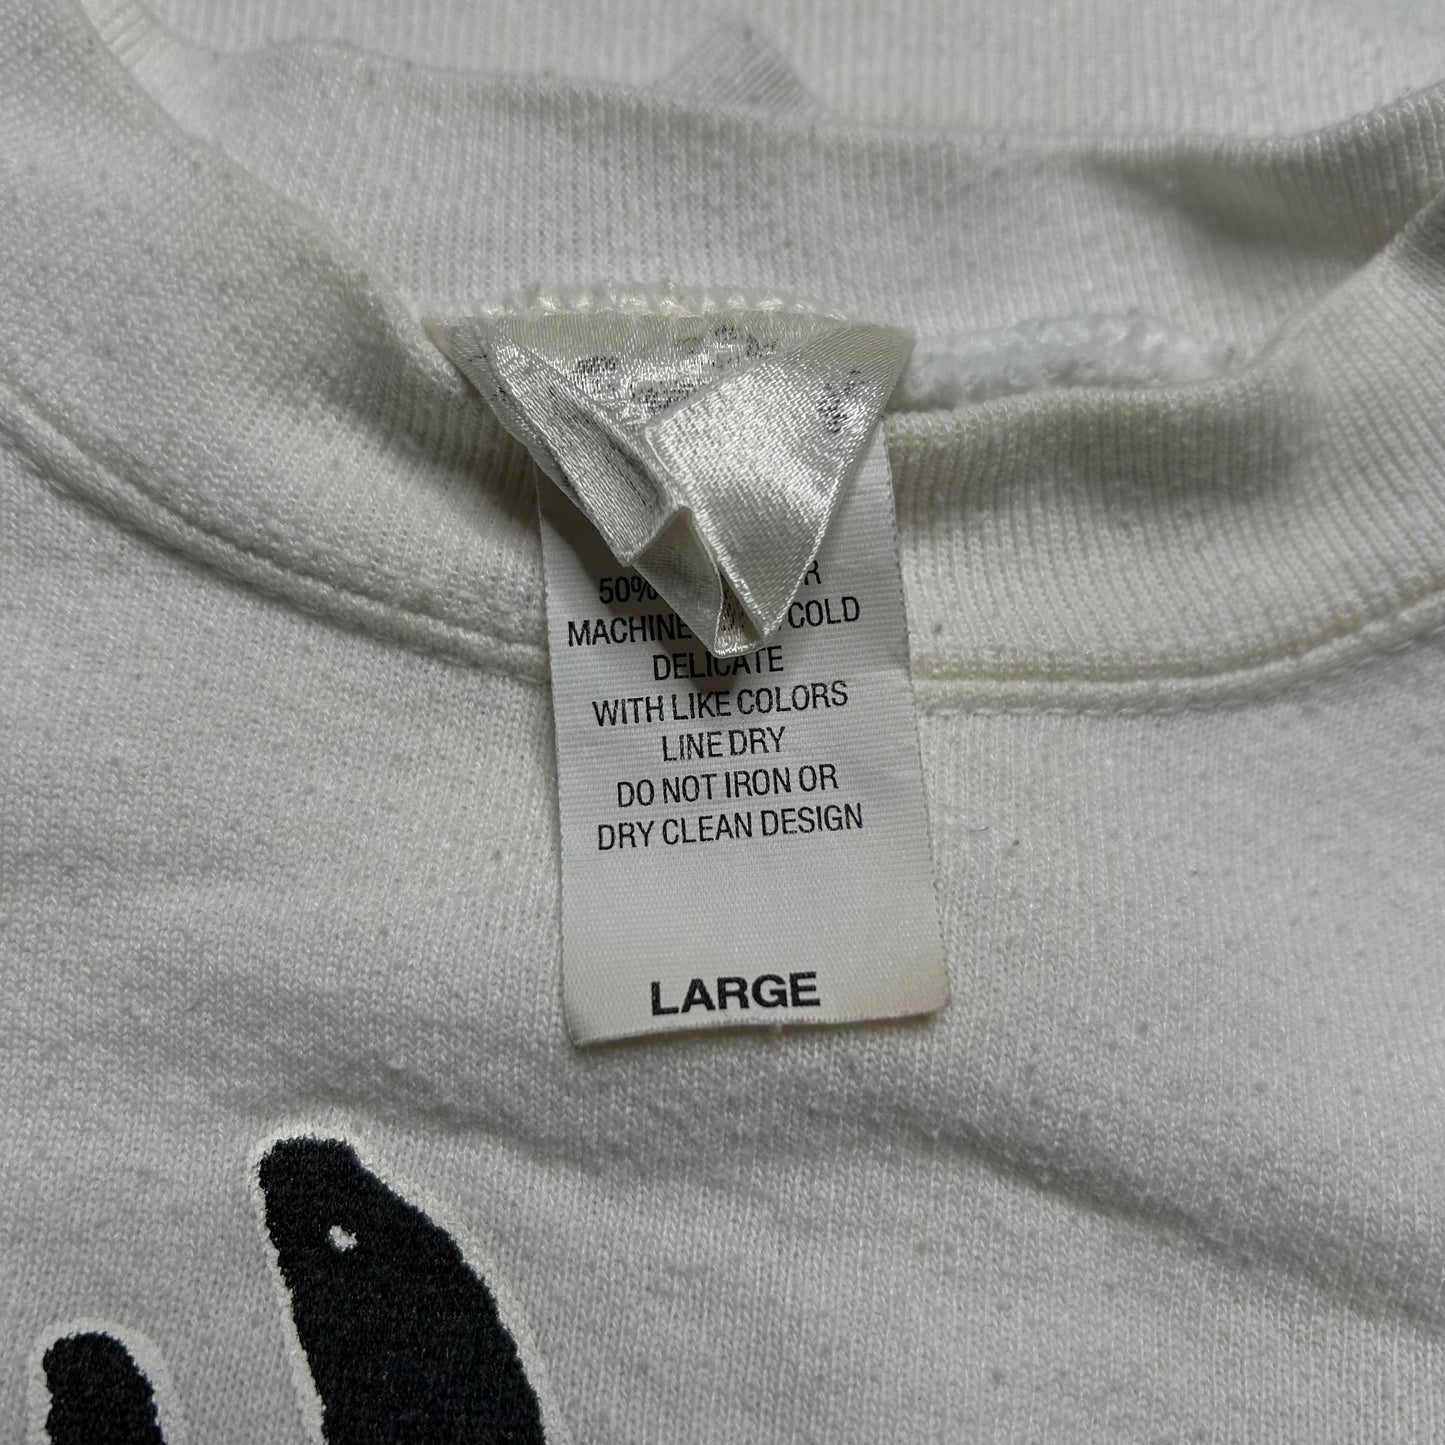 50%
MACHINE COLD
DELICATE
WITH LIKE COLORS
LINE DRY
DO NOT IRON OR
DRY CLEAN DESIGN
LARGE